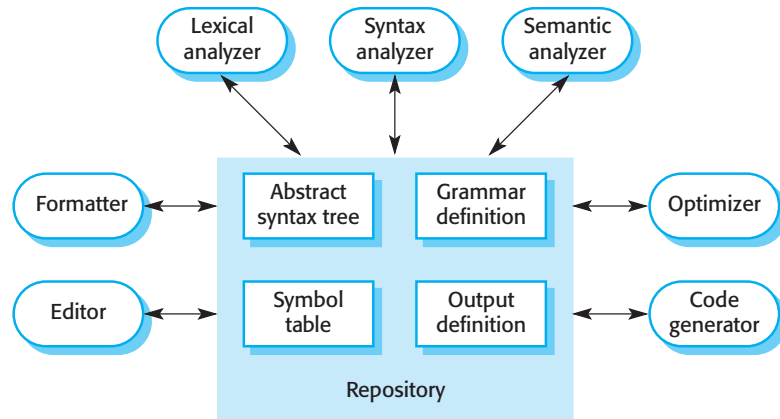 Lexical
analyzer
Syntax
analyzer
Semantic
analyzer
Formatter
Abstract
syntax tree
Grammar
definition
Optimizer
Editor
Symbol
table
Output
definition
Code
generator
Repository